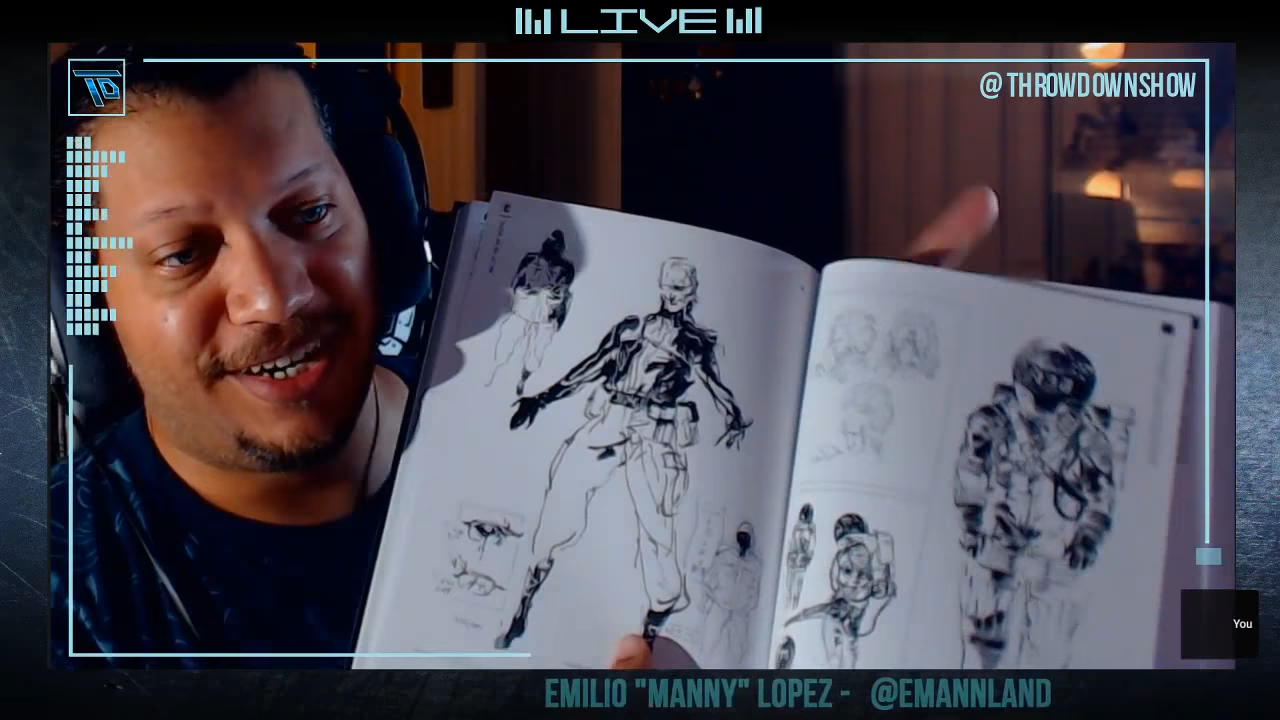 LIVE
TD
@THROWDOWNSHOW
You
EMILIO "MANNY" LOPEZ - @EMANNLAND